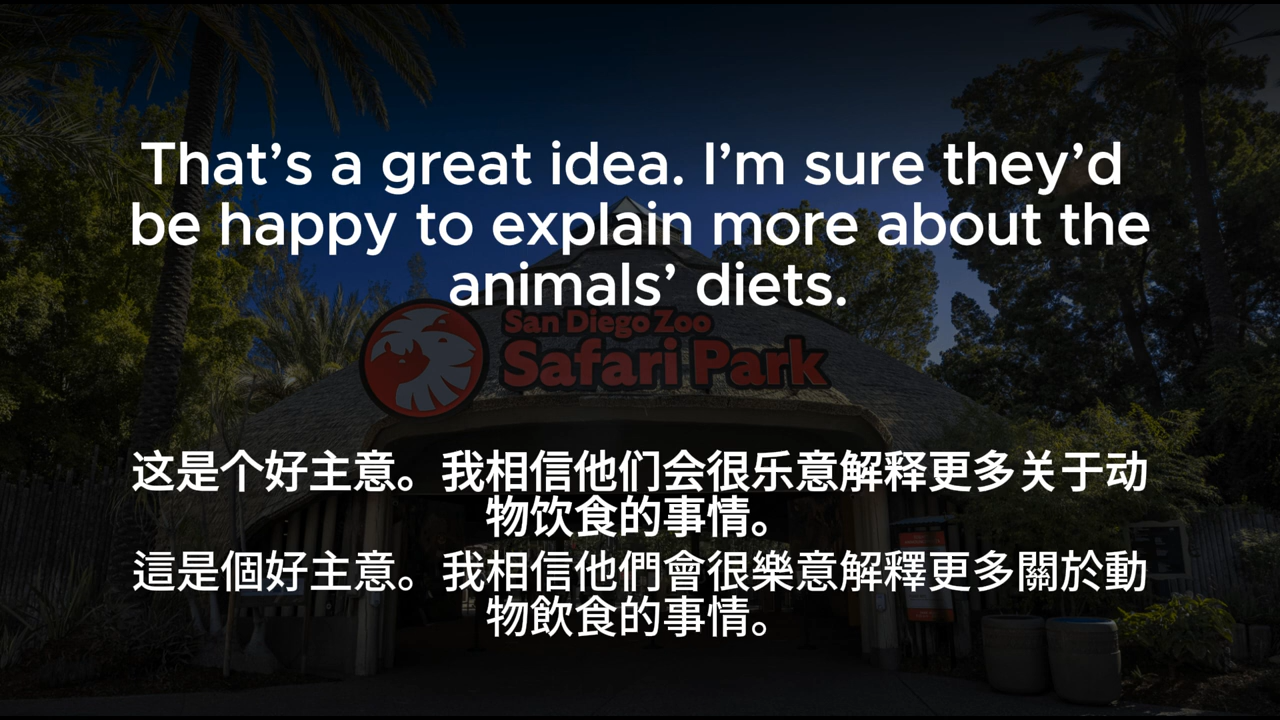 That’s a great idea. I’m sure they’d
be happy to explain more about the
animals’ diets.
San Diego Zoo
Safari Park
这是个好主意。我相信他们会很乐意解释更多关于动
物饮食的事情。
這是個好主意。我相信他們會很樂意解釋更多關於動
物飲食的事情。